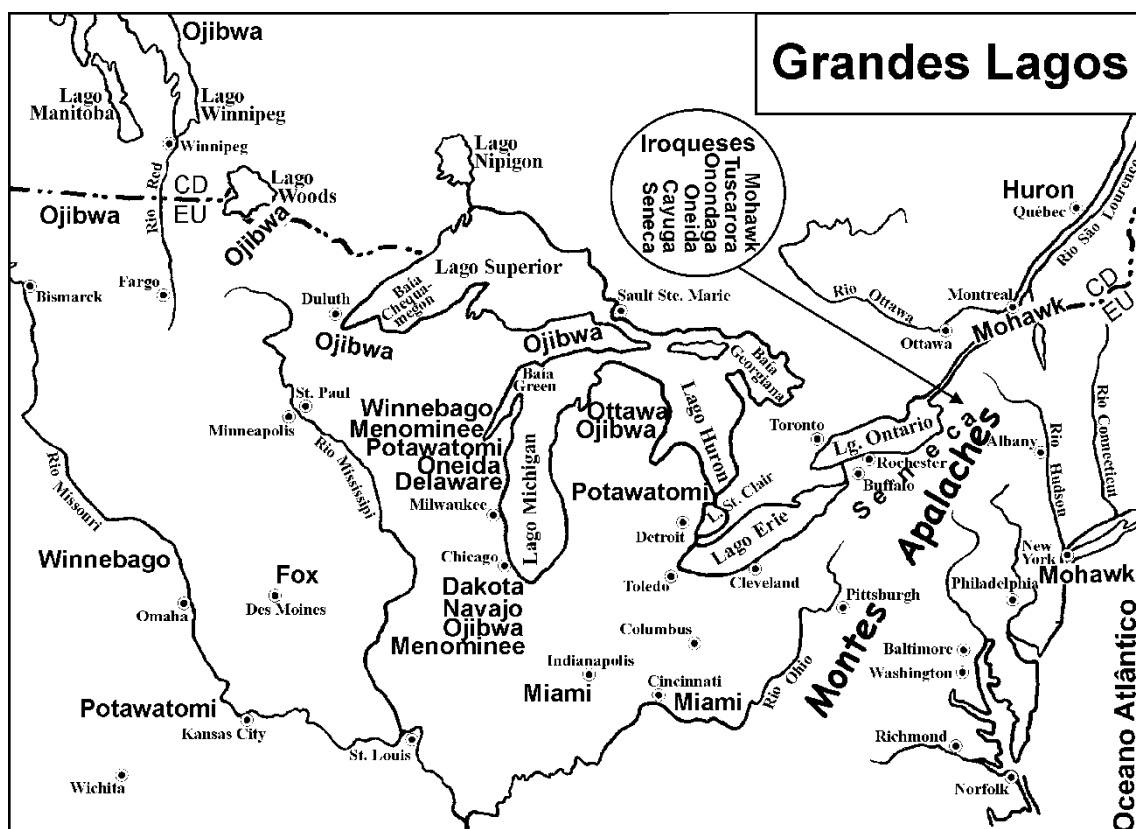 Grandes Lagos
Ojibwa
Lago
Manitoba
Lago
Winnipeg
Winnipeg
Rio Red
CD
EU
Ojibwa
Lago
Woods
Ojibwa
Lago
Nipigon
Iroqueses
Mohawk
Tuscarora
Onondaga
Oneida
Cayuga
Seneca
Huron
Québec
Rio São Lourenco
CD
EU
Bismarck
Fargo
Duluth
Lago Superior
Baía
Chequa-
megon
Ojibwa
Sault Ste. Marie
Ojibwa
Rio Ottawa
Montreal
Mohawk
Ottawa
Baía
Georgiana
Baía
Green
St. Paul
Minneapolis
Rio Mississipi
Winnebago
Menominee
Potawatomi
Oneida
Delaware
Milwaukee
Lago Michigan
Ottawa
Ojibwa
Lago Huron
Toronto
Lg. Ontario
Rochester
Buffalo
Seneca
Albany
Rio Hudson
Rio Connecticut
Potawatomi
L. St. Clair
Detroit
Lago Erie
Toledo
Cleveland
Montes Apalaches
New
York
Mohawk
Rio Missouri
Winnebago
Omaha
Fox
Des Moines
Chicago
Dakota
Navajo
Ojibwa
Menominee
Philadelphia
Pittsburgh
Columbus
Indianapolis
Miami
Cincinnati
Miami
Rio Ohio
Baltimore
Washington
Potawatomi
Kansas City
St. Louis
Wichita
Richmond
Norfolk
Oceano Atlântico